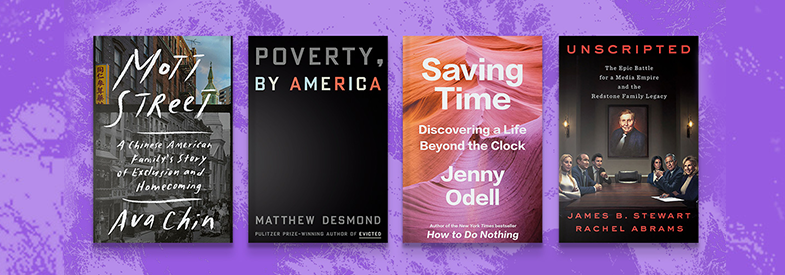 MOTT
STREET
A Chinese American
Family's Story
of Exclusion and
Homecoming
Ava Chin
POVERTY,
BY AMERICA
MATTHEW DESMOND
PULITZER PRIZE-WINNING AUTHOR OF EVICTED
Saving
Time
Discovering a Life
Beyond the Clock
Jenny
Odell
Author of the New York Times bestseller
How to Do Nothing
UNSCRIPTED
The Epic Battle
for a Media Empire
and the
Redstone Family Legacy
JAMES B. STEWART
RACHEL ABRAMS